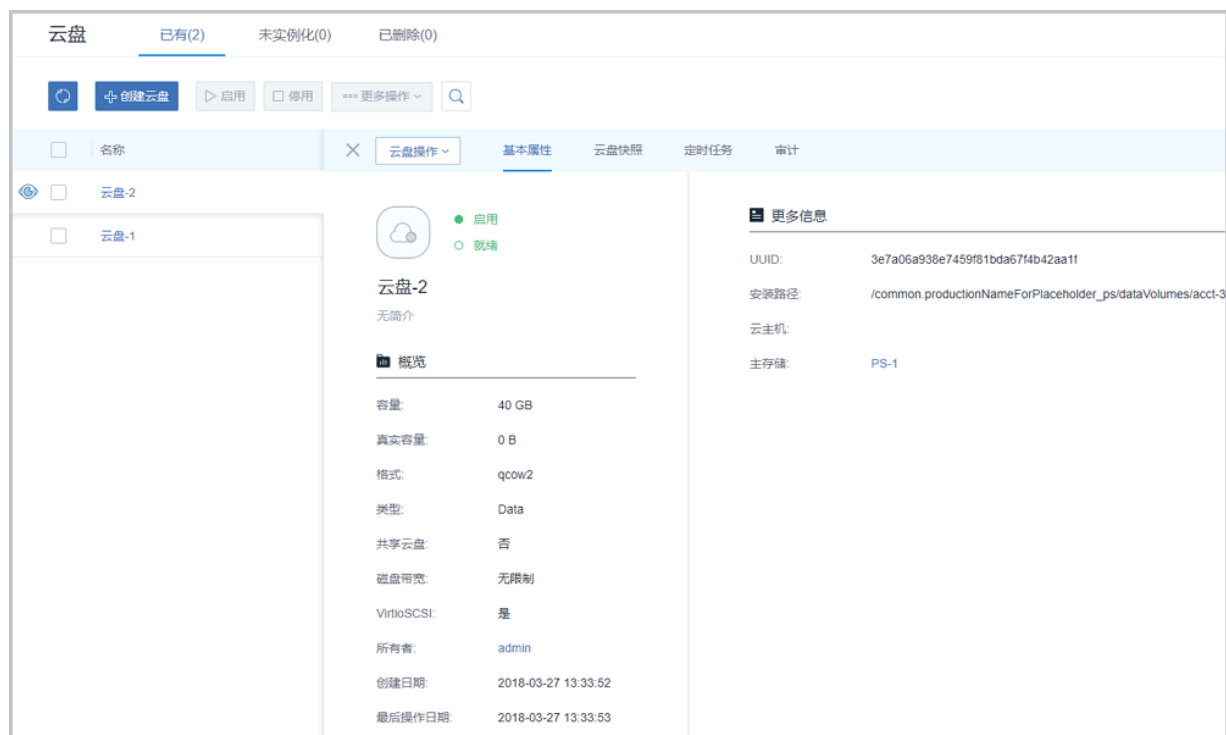 云盘 已有(2) 未实例化(0) 已删除(0)
创建云盘 启用 停用 更多操作
名称 云盘操作 基本属性 云盘快照 定时任务 审计
云盘-2
云盘-1
启用
就绪
云盘-2
无简介
概览
容量: 40 GB
真实容量: 0 B
格式: qcow2
类型: Data
共享云盘: 否
磁盘带宽: 无限制
VirtioSCSI: 是
所有者: admin
创建日期: 2018-03-27 13:33:52
最后操作日期: 2018-03-27 13:33:53
更多信息
UUID: 3e7a06a938e7459f81bda67f4b42aa1f
安装路径: /common.productionNameForPlaceholder_ps/dataVolumes/acct-3
云主机:
主存储: PS-1